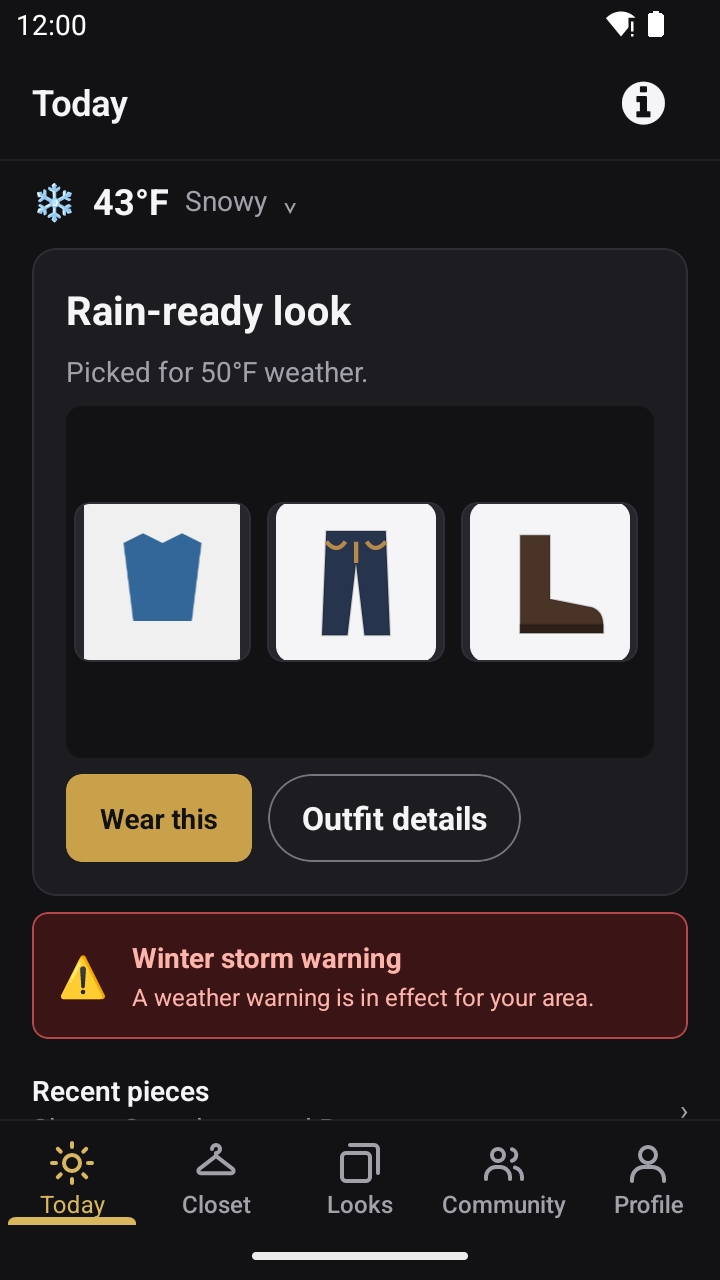 12:00
Today
43°F Snowy
Rain-ready look
Picked for 50°F weather.
Wear this
Outfit details
Winter storm warning
A weather warning is in effect for your area.
Recent pieces
Today
Closet
Looks
Community
Profile